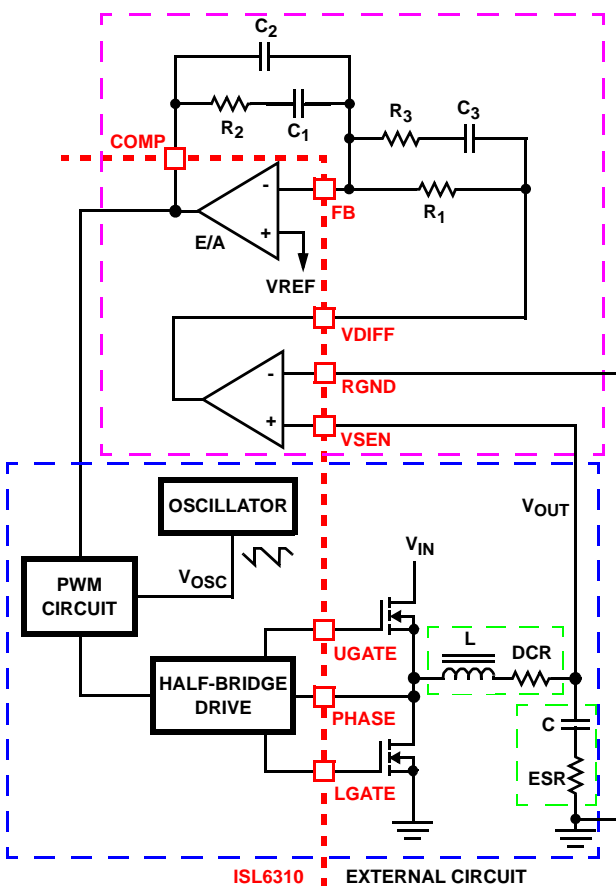 C2
R2
C1
R3
C3
COMP
R1
-
+
E/A
FB
VREF
VDIFF
-
+
RGND
VSEN
OSCILLATOR
VOUT
PWM
CIRCUIT
VOSC
VIN
UGATE
L
DCR
HALF-BRIDGE
DRIVE
PHASE
C
ESR
LGATE
ISL6310
EXTERNAL CIRCUIT